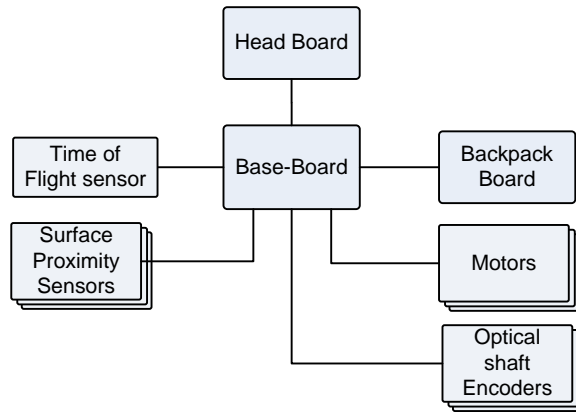 Head Board
Time of
Flight sensor
Base-Board
Backpack
Board
Surface
Proximity
Sensors
Motors
Optical
shaft
Encoders